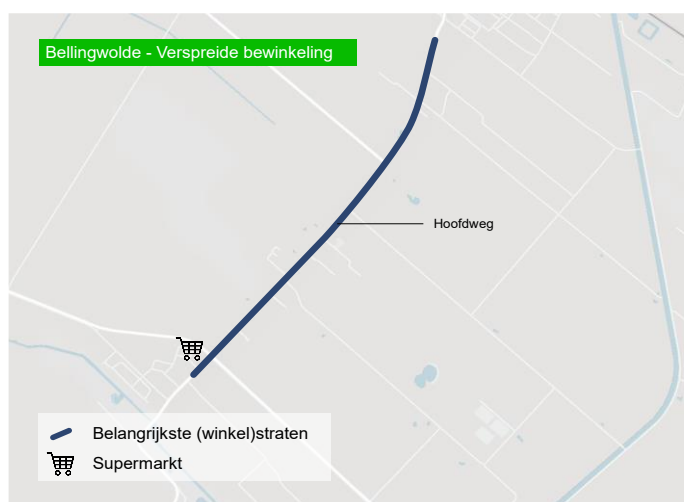 Bellingwolde - Verspreide bewinkeling
Hoofdweg
Belangrijkste (winkel)straten
Supermarkt